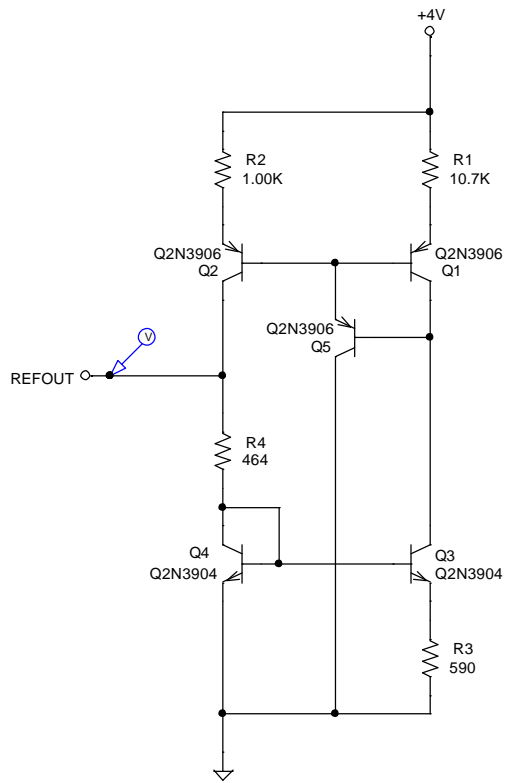 +4V
R2
1.00K
R1
10.7K
Q2N3906
Q2
Q2N3906
Q1
Q2N3906
Q5
V
REFOUT
R4
464
Q4
Q2N3904
Q3
Q2N3904
R3
590